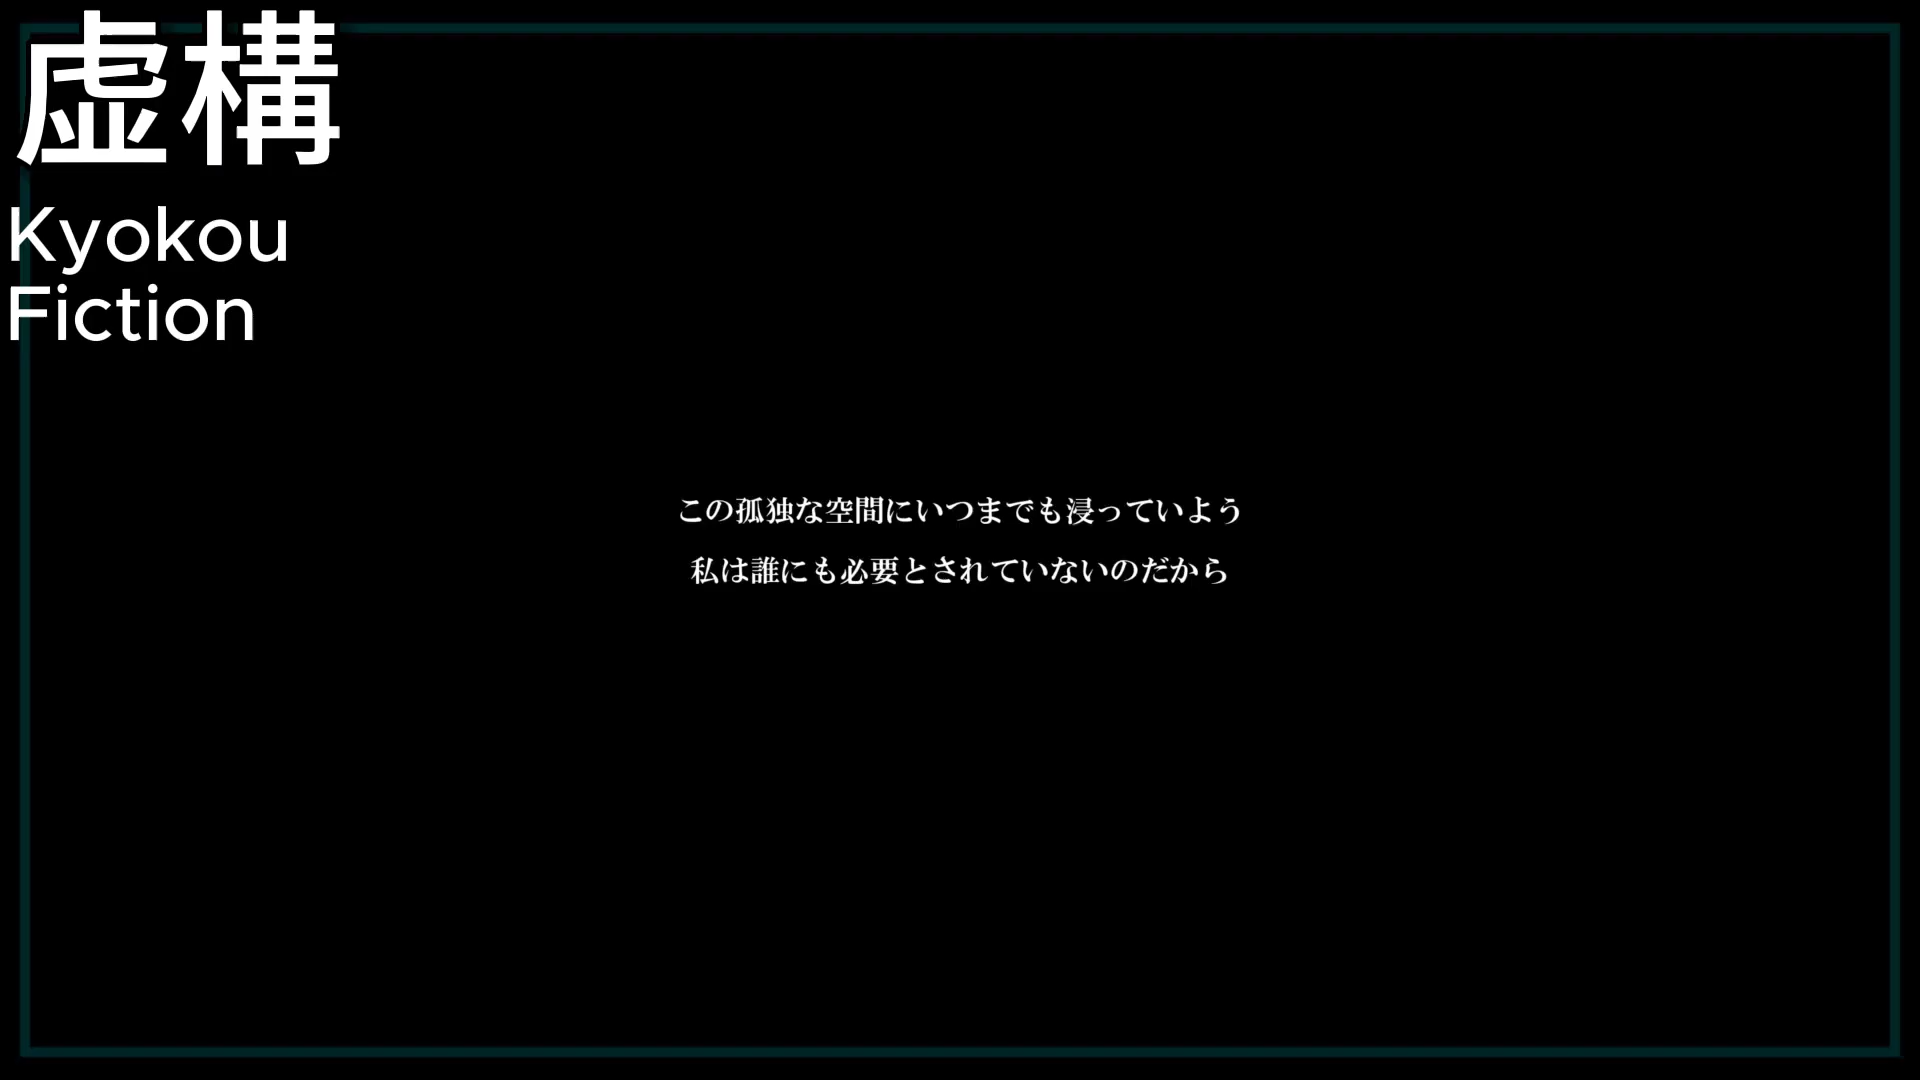 虚構
Kyokou
Fiction
この孤独な空間にいつまでも浸っていよう
私は誰にも必要とされていないのだから